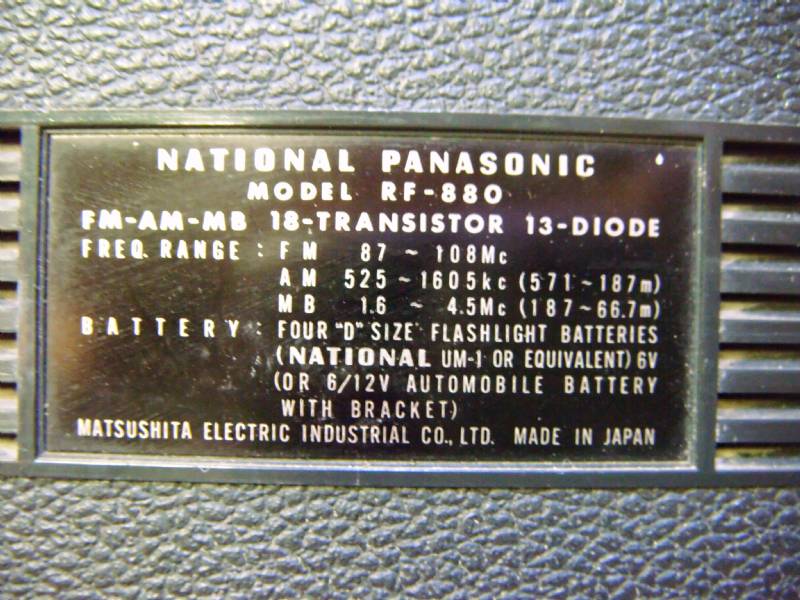 NATIONAL PANASONIC
MODEL RF-880
FM-AM-MB 18-TRANSISTOR 13-DIODE
FREQ. RANGE : FM 87 ~ 108Mc
AM 525 ~ 1605kc (571~187m)
MB 1.6 ~ 4.5Mc (187~66.7m)
BATTERY : FOUR "D" SIZE FLASHLIGHT BATTERIES
(NATIONAL UM-1 OR EQUIVALENT) 6V
(OR 6/12V AUTOMOBILE BATTERY
WITH BRACKET)
MATSUSHITA ELECTRIC INDUSTRIAL CO., LTD. MADE IN JAPAN